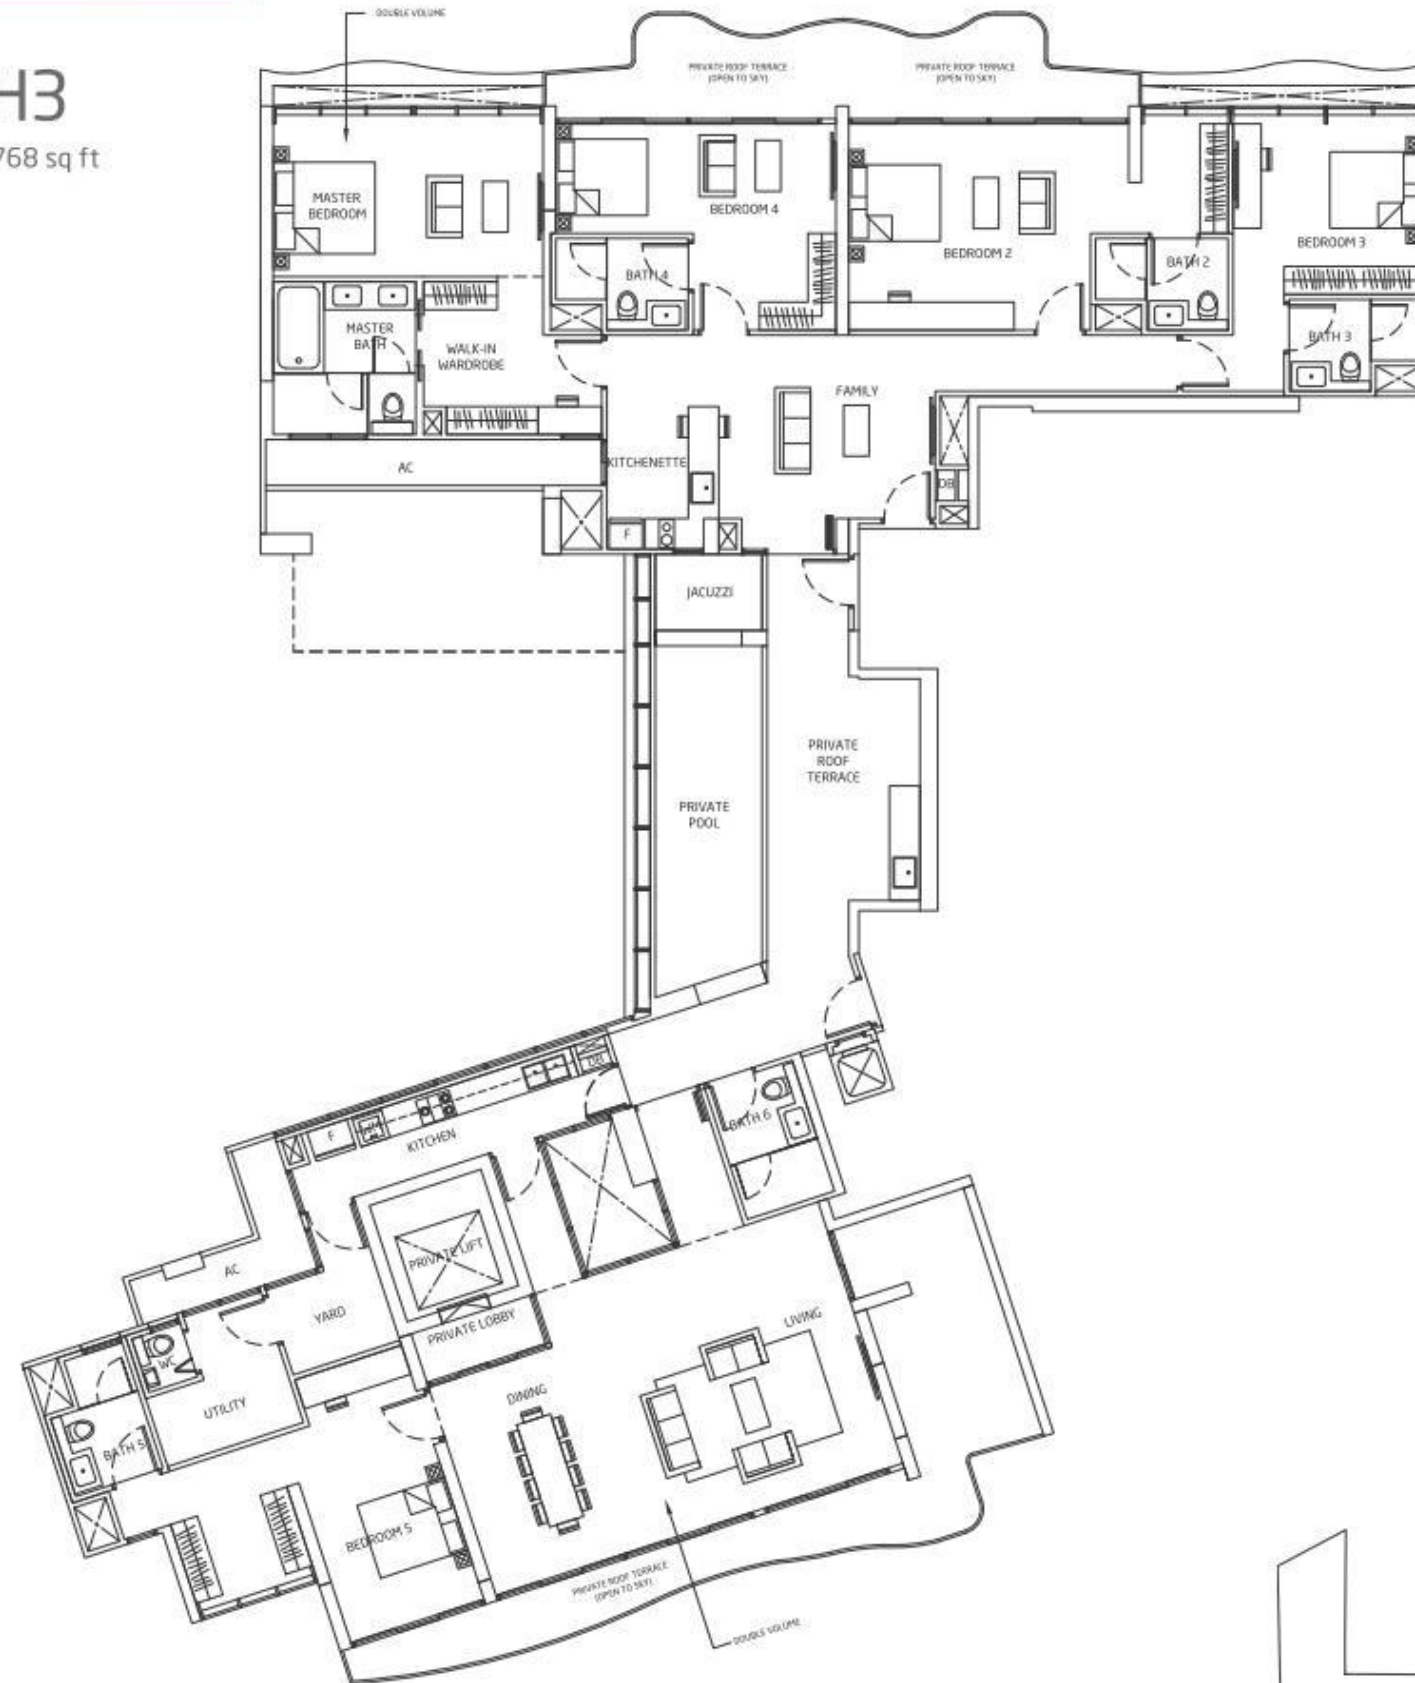 DOUBLE VOLUME
H3
768 sq ft
PRIVATE ROOF TERRACE
(OPEN TO SKY)
PRIVATE ROOF TERRACE
(OPEN TO SKY)
MASTER
BEDROOM
BEDROOM 4
BEDROOM 2
BEDROOM 3
BATH 4
BATH 2
MASTER
BATH
WALK-IN
WARDROBE
BATH 3
FAMILY
AC
KITCHENETTE
DB
F
JACUZZI
PRIVATE
ROOF
TERRACE
PRIVATE
POOL
DB
F
KITCHEN
BATH 6
PRIVATE LIFT
AC
YARD
PRIVATE LOBBY
LIVING
WC
UTILITY
DINING
BATH 5
BEDROOM 5
PRIVATE ROOF TERRACE
(OPEN TO SKY)
DOUBLE VOLUME